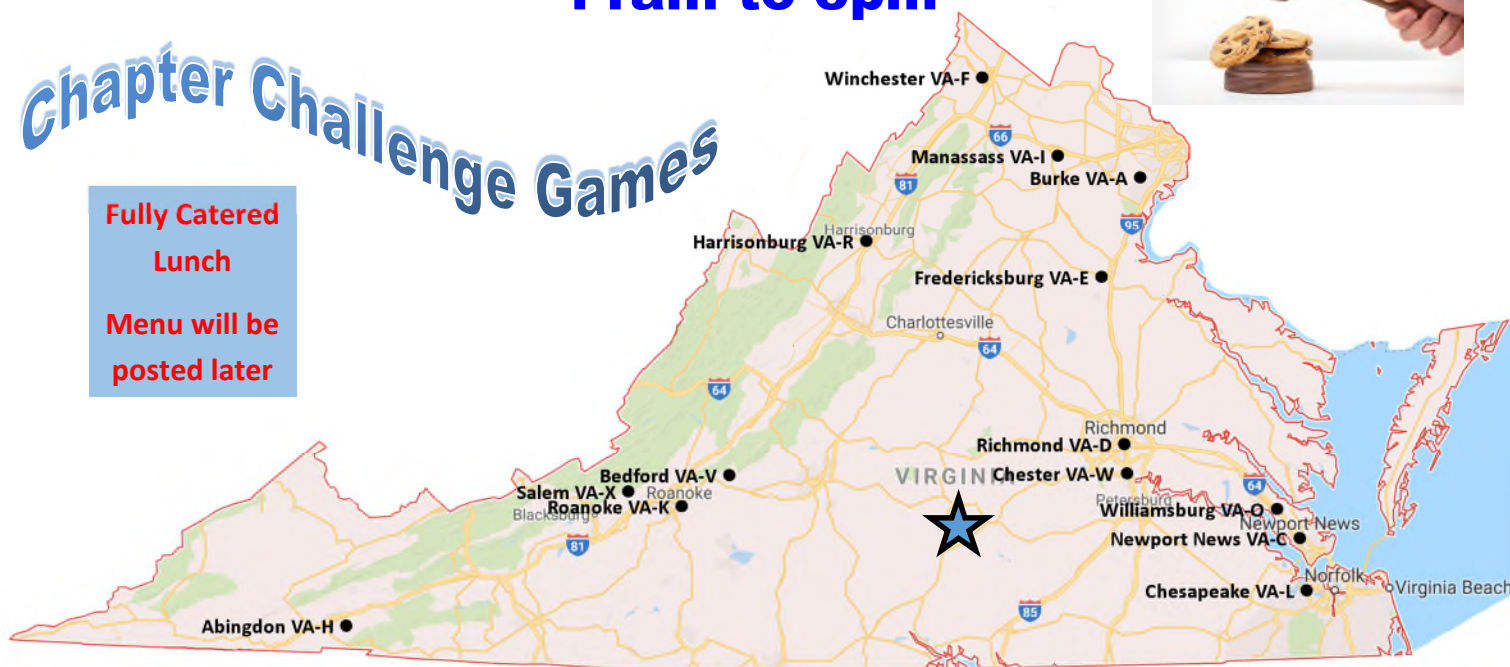 11am to
Chapter Challenge Games
Fully Catered
Lunch
Menu will be
posted later
Winchester VA-F
66
Manassass VA-I
Burke VA-A
81
95
Harrisonburg
Harrisonburg VA-R
Fredericksburg VA-E
Charlottesville
64
64
Richmond
Richmond VA-D
VIRGINIA
Chester VA-W
Bedford VA-V
Salem VA-X
Roanoke
Roanoke VA-K
Blacksburg
64
Petersburg
Williamsburg VA-O
Newport News
Newport News VA-C
81
Norfolk
Virginia Beach
Chesapeake VA-L
85
Abingdon VA-H